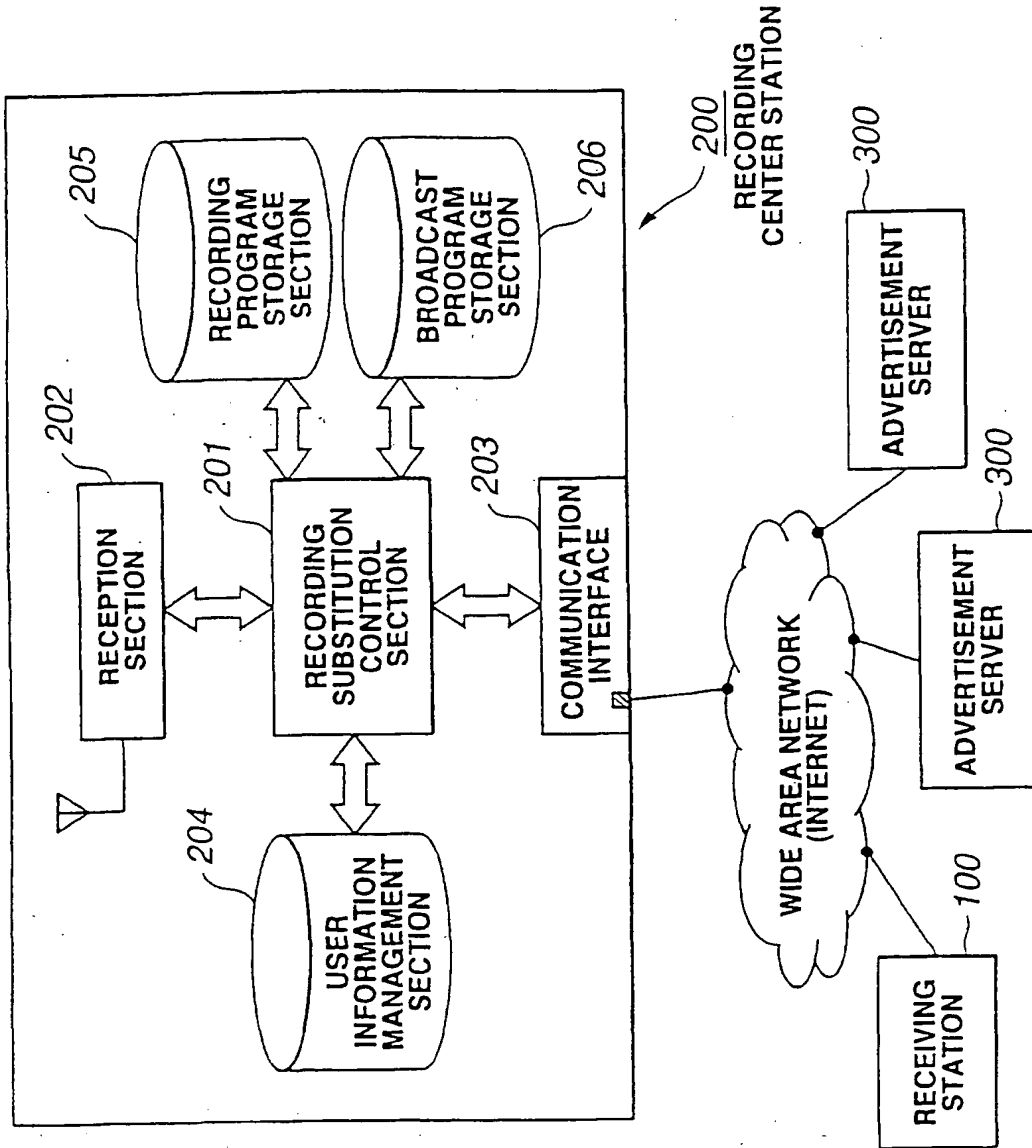 202
RECEPTION
SECTION
205
RECORDING
PROGRAM
STORAGE
SECTION
204
USER
INFORMATION
MANAGEMENT
SECTION
201
RECORDING
SUBSTITUTION
CONTROL
SECTION
BROADCAST
PROGRAM
STORAGE
SECTION
206
203
COMMUNICATION
INTERFACE
200
RECORDING
CENTER STATION
WIDE AREA NETWORK
(INTERNET)
100
RECEIVING
STATION
300
ADVERTISEMENT
SERVER
300
ADVERTISEMENT
SERVER